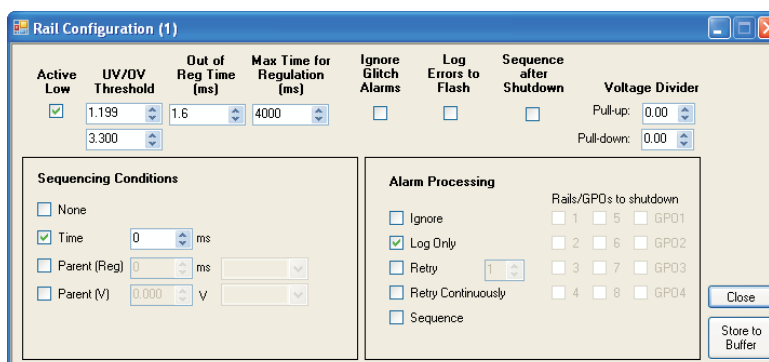 Rail Configuration (1)
Active Low
UV/OV Threshold
Out of Reg Time (ms)
Max Time for Regulation (ms)
Ignore Glitch Alarms
Log Errors to Flash
Sequence after Shutdown
Voltage Divider
1.199
1.6
4000
Pull-up: 0.00
3.300
Pull-down: 0.00
Sequencing Conditions
None
Time 0 ms
Parent (Reg) 0 ms
Parent (V) 0.000 V
Alarm Processing
Rails/GPOs to shutdown
Ignore
1 5 GPO1
Log Only
2 6 GPO2
Retry 1
3 7 GPO3
Retry Continuously
4 8 GPO4
Sequence
Close
Store to Buffer